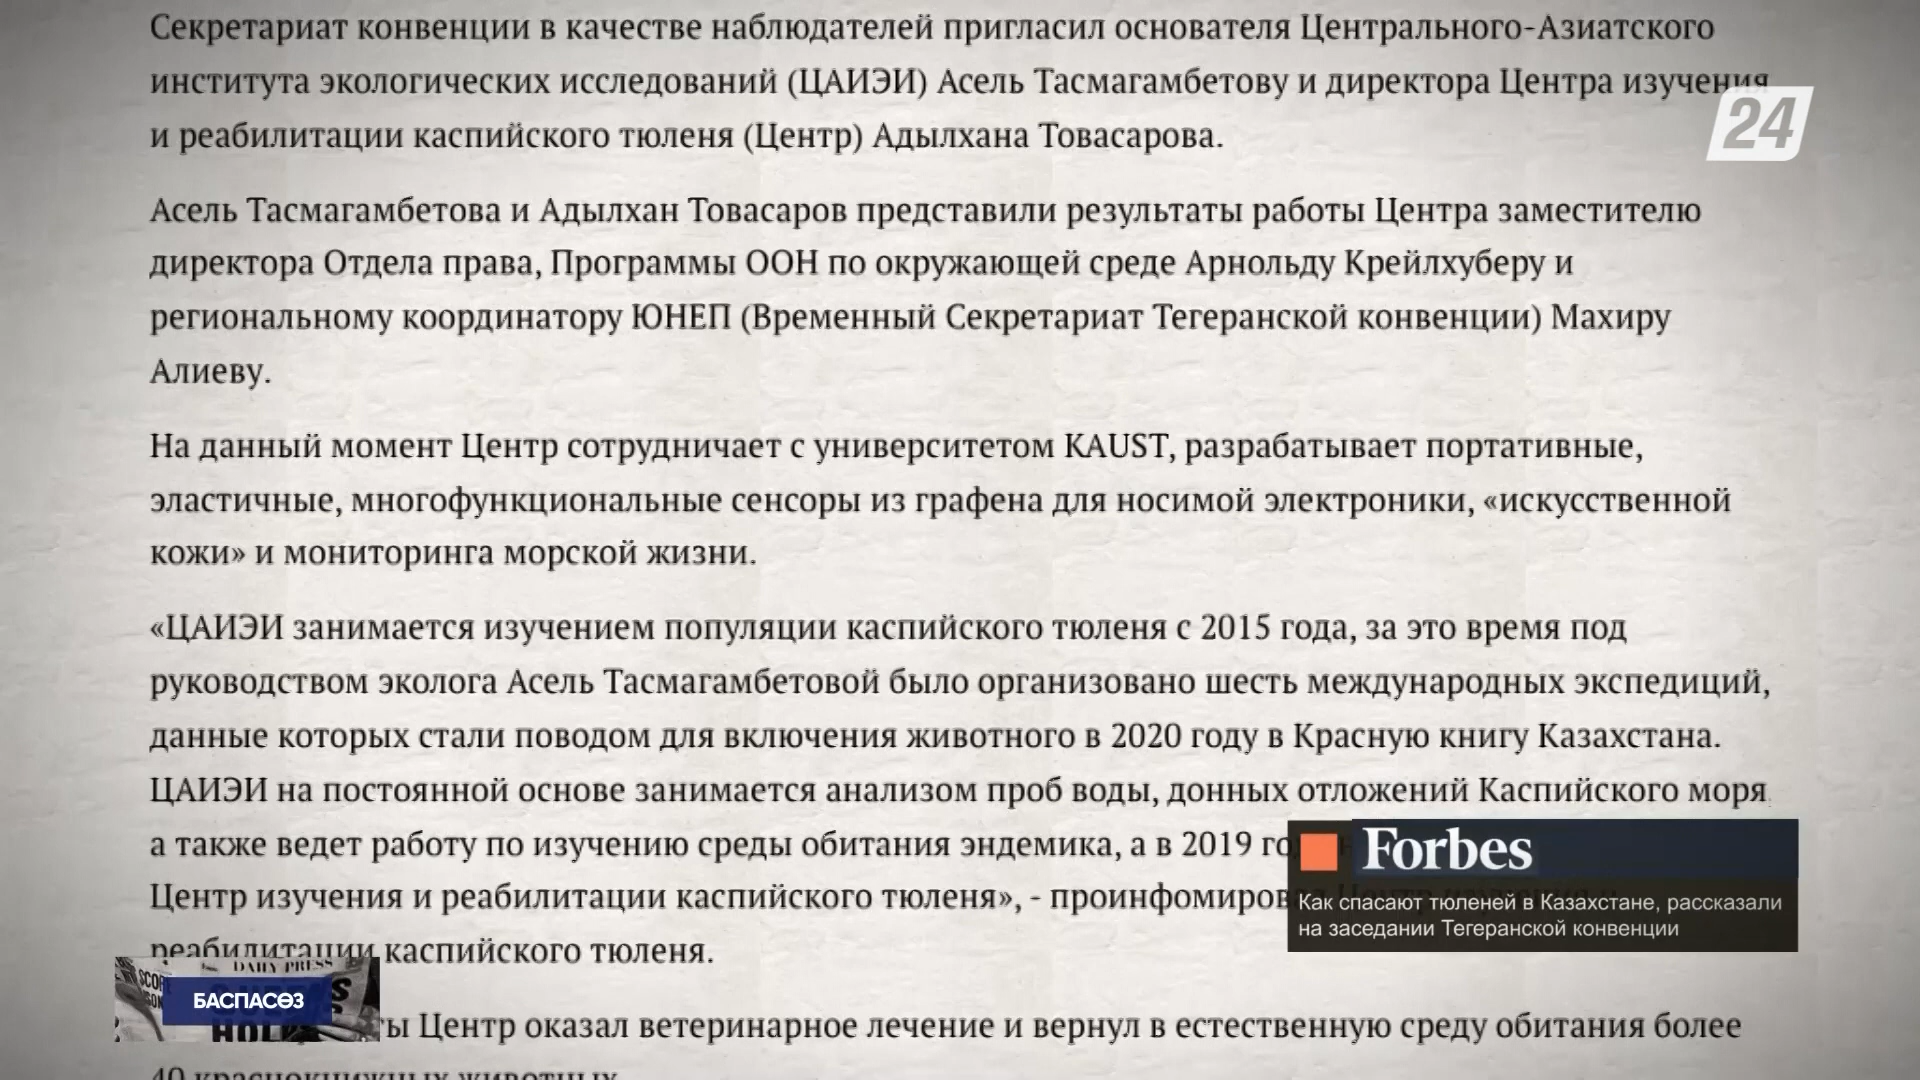 Секретариат конвенции в качестве наблюдателей пригласил основателя Центрального-Азиатского
института экологических исследований (ЦАИЭИ) Асель Тасмагамбетову и директора Центра изучения
и реабилитации каспийского тюленя (Центр) Адылхана Товасарова.
24
Асель Тасмагамбетова и Адылхан Товасаров представили результаты работы Центра заместителю
директора Отдела права, Программы ООН по окружающей среде Арнольду Крейлхуберу и
региональному координатору ЮНЕП (Временный Секретариат Тегеранской конвенции) Махиру
Алиеву.
На данный момент Центр сотрудничает с университетом KAUST, разрабатывает портативные,
эластичные, многофункциональные сенсоры из графена для носимой электроники, «искусственной
кожи» и мониторинга морской жизни.
«ЦАИЭИ занимается изучением популяции каспийского тюленя с 2015 года, за это время под
руководством эколога Асель Тасмагамбетовой было организовано шесть международных экспедиций,
данные которых стали поводом для включения животного в 2020 году в Красную книгу Казахстана.
ЦАИЭИ на постоянной основе занимается анализом проб воды, донных отложений Каспийского моря
а также ведет работу по изучению среды обитания эндемика, а в 2019 го
Центр изучения и реабилитации каспийского тюленя», - проинфомирова Центр изучения и
реабилитации каспийского тюленя.
ты Центр оказал ветеринарное лечение и вернул в естественную среду обитания более
40 краснокнижных животных.
Forbes
Как спасают тюленей в Казахстане, рассказали
на заседании Тегеранской конвенции
DAILY PRESS
БАСПАСӨЗ